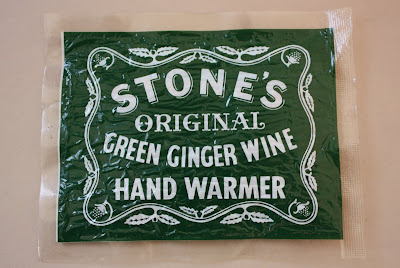 STONE'S
ORIGINAL
GREEN GINGER WINE
HAND WARMER